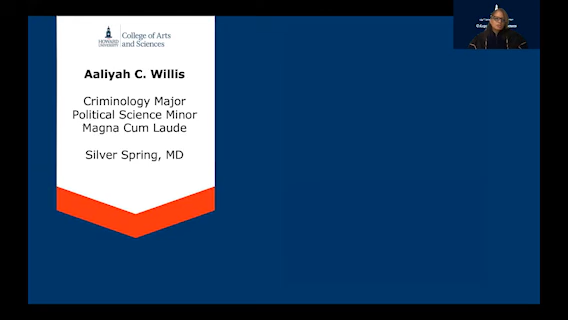 HOWARD
UNIVERSITY
College of Arts
and Sciences
Aaliyah C. Willis
Criminology Major
Political Science Minor
Magna Cum Laude
Silver Spring, MD